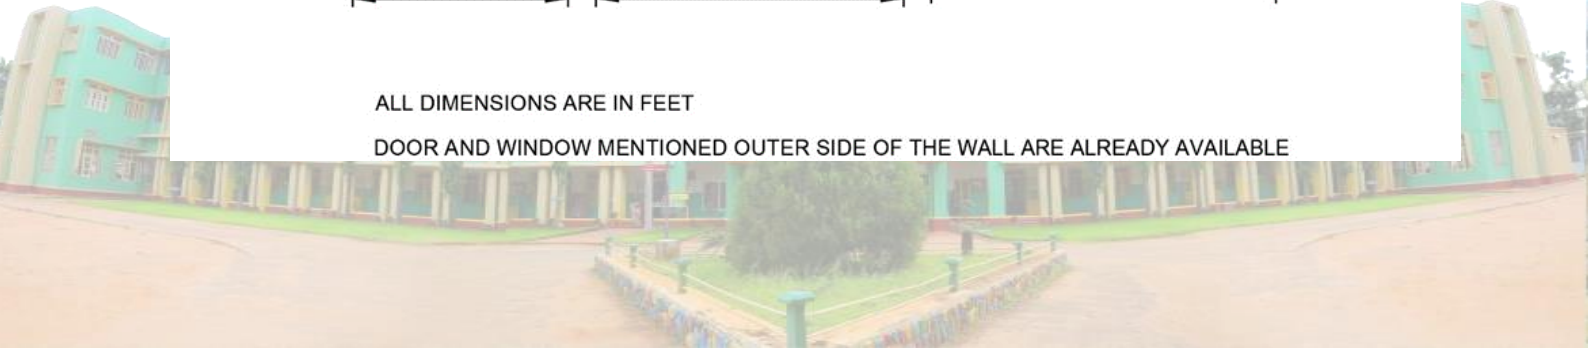 ALL DIMENSIONS ARE IN FEET
DOOR AND WINDOW MENTIONED OUTER SIDE OF THE WALL ARE ALREADY AVAILABLE